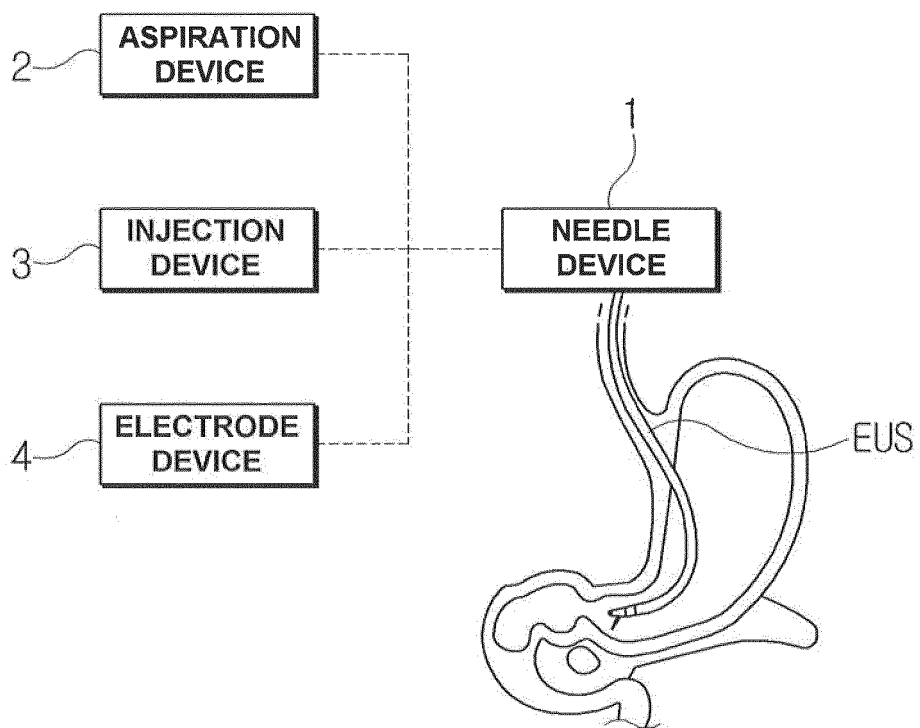 2
ASPIRATION
DEVICE
1
3
INJECTION
DEVICE
NEEDLE
DEVICE
4
ELECTRODE
DEVICE
EUS